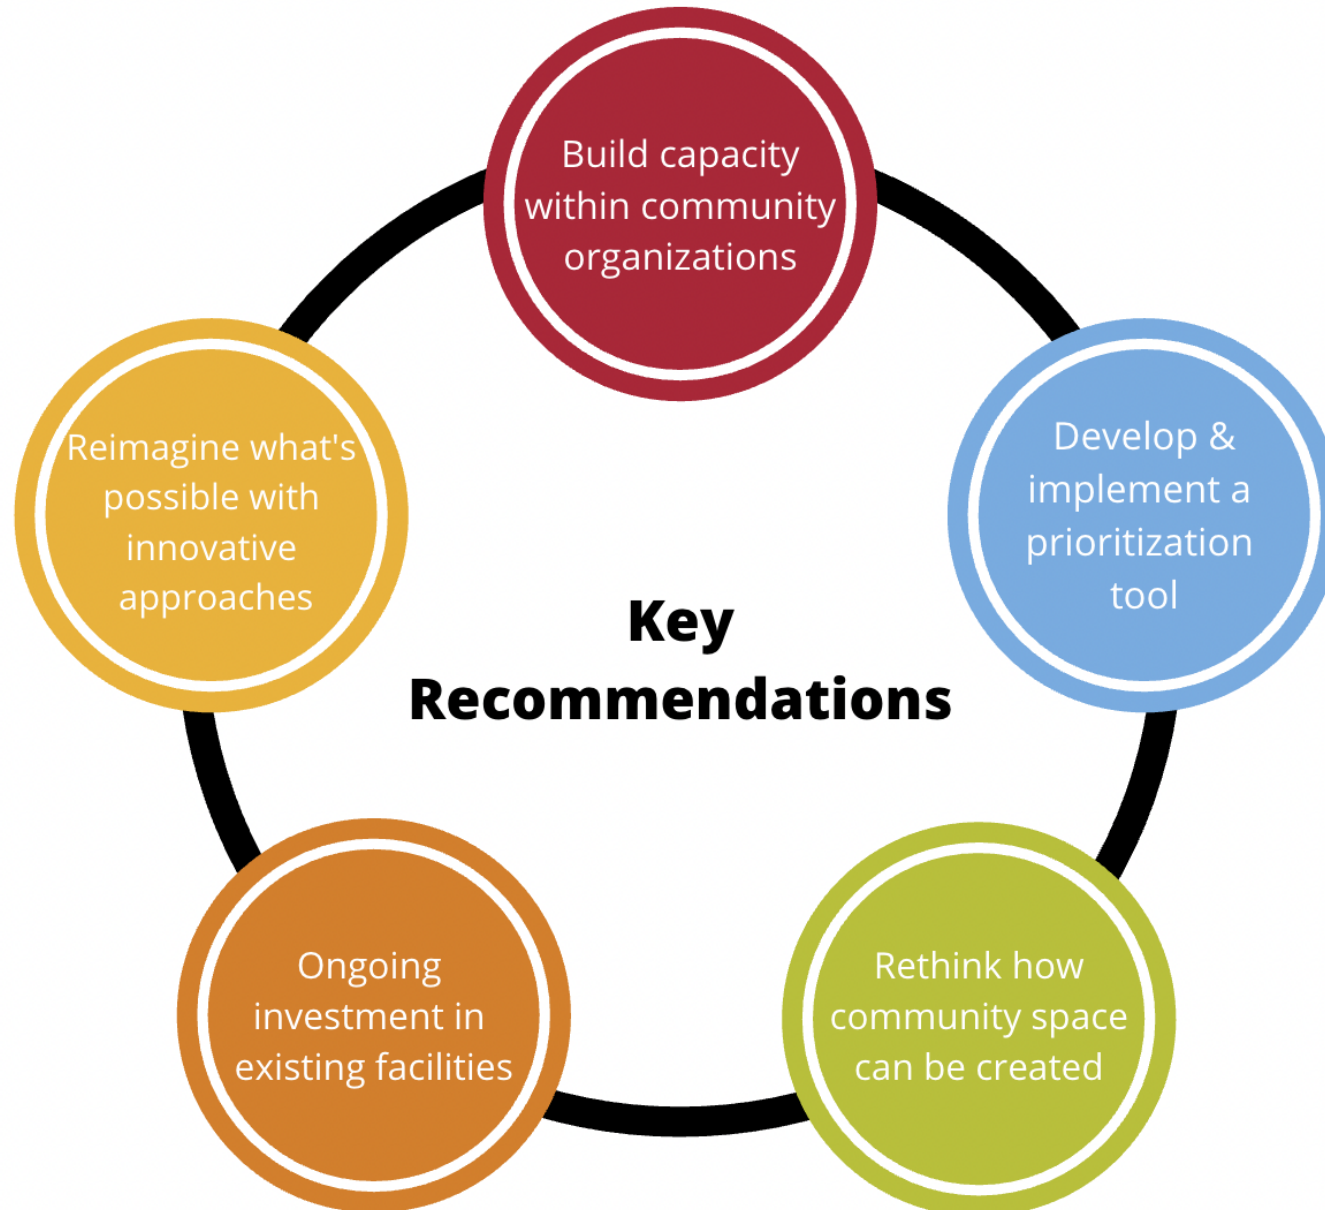 Build capacity
within community
organizations
Develop &
implement a
prioritization
tool
Rethink how
community space
can be created
Ongoing
investment in
existing facilities
Reimagine what's
possible with
innovative
approaches
Key
Recommendations